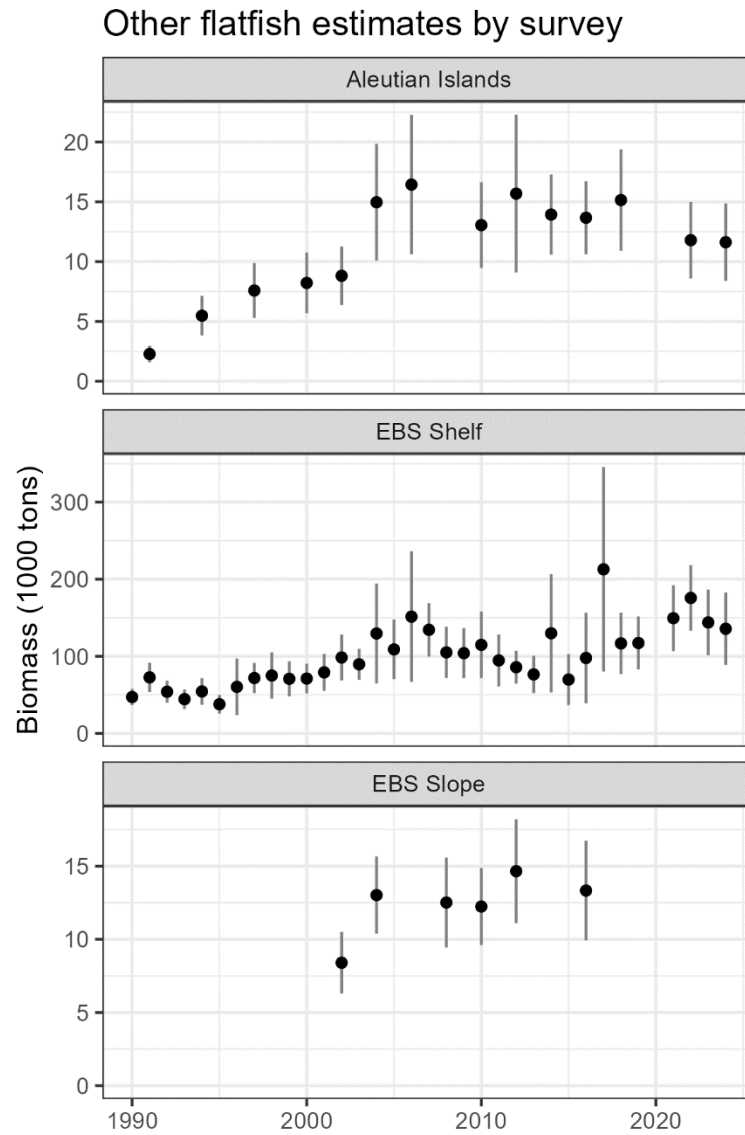 Other flatfish estimates by survey
Aleutian Islands
20
15
10
5
0
EBS Shelf
300
200
100
0
Biomass (1000 tons)
EBS Slope
15
10
5
0
1990 2000 2010 2020